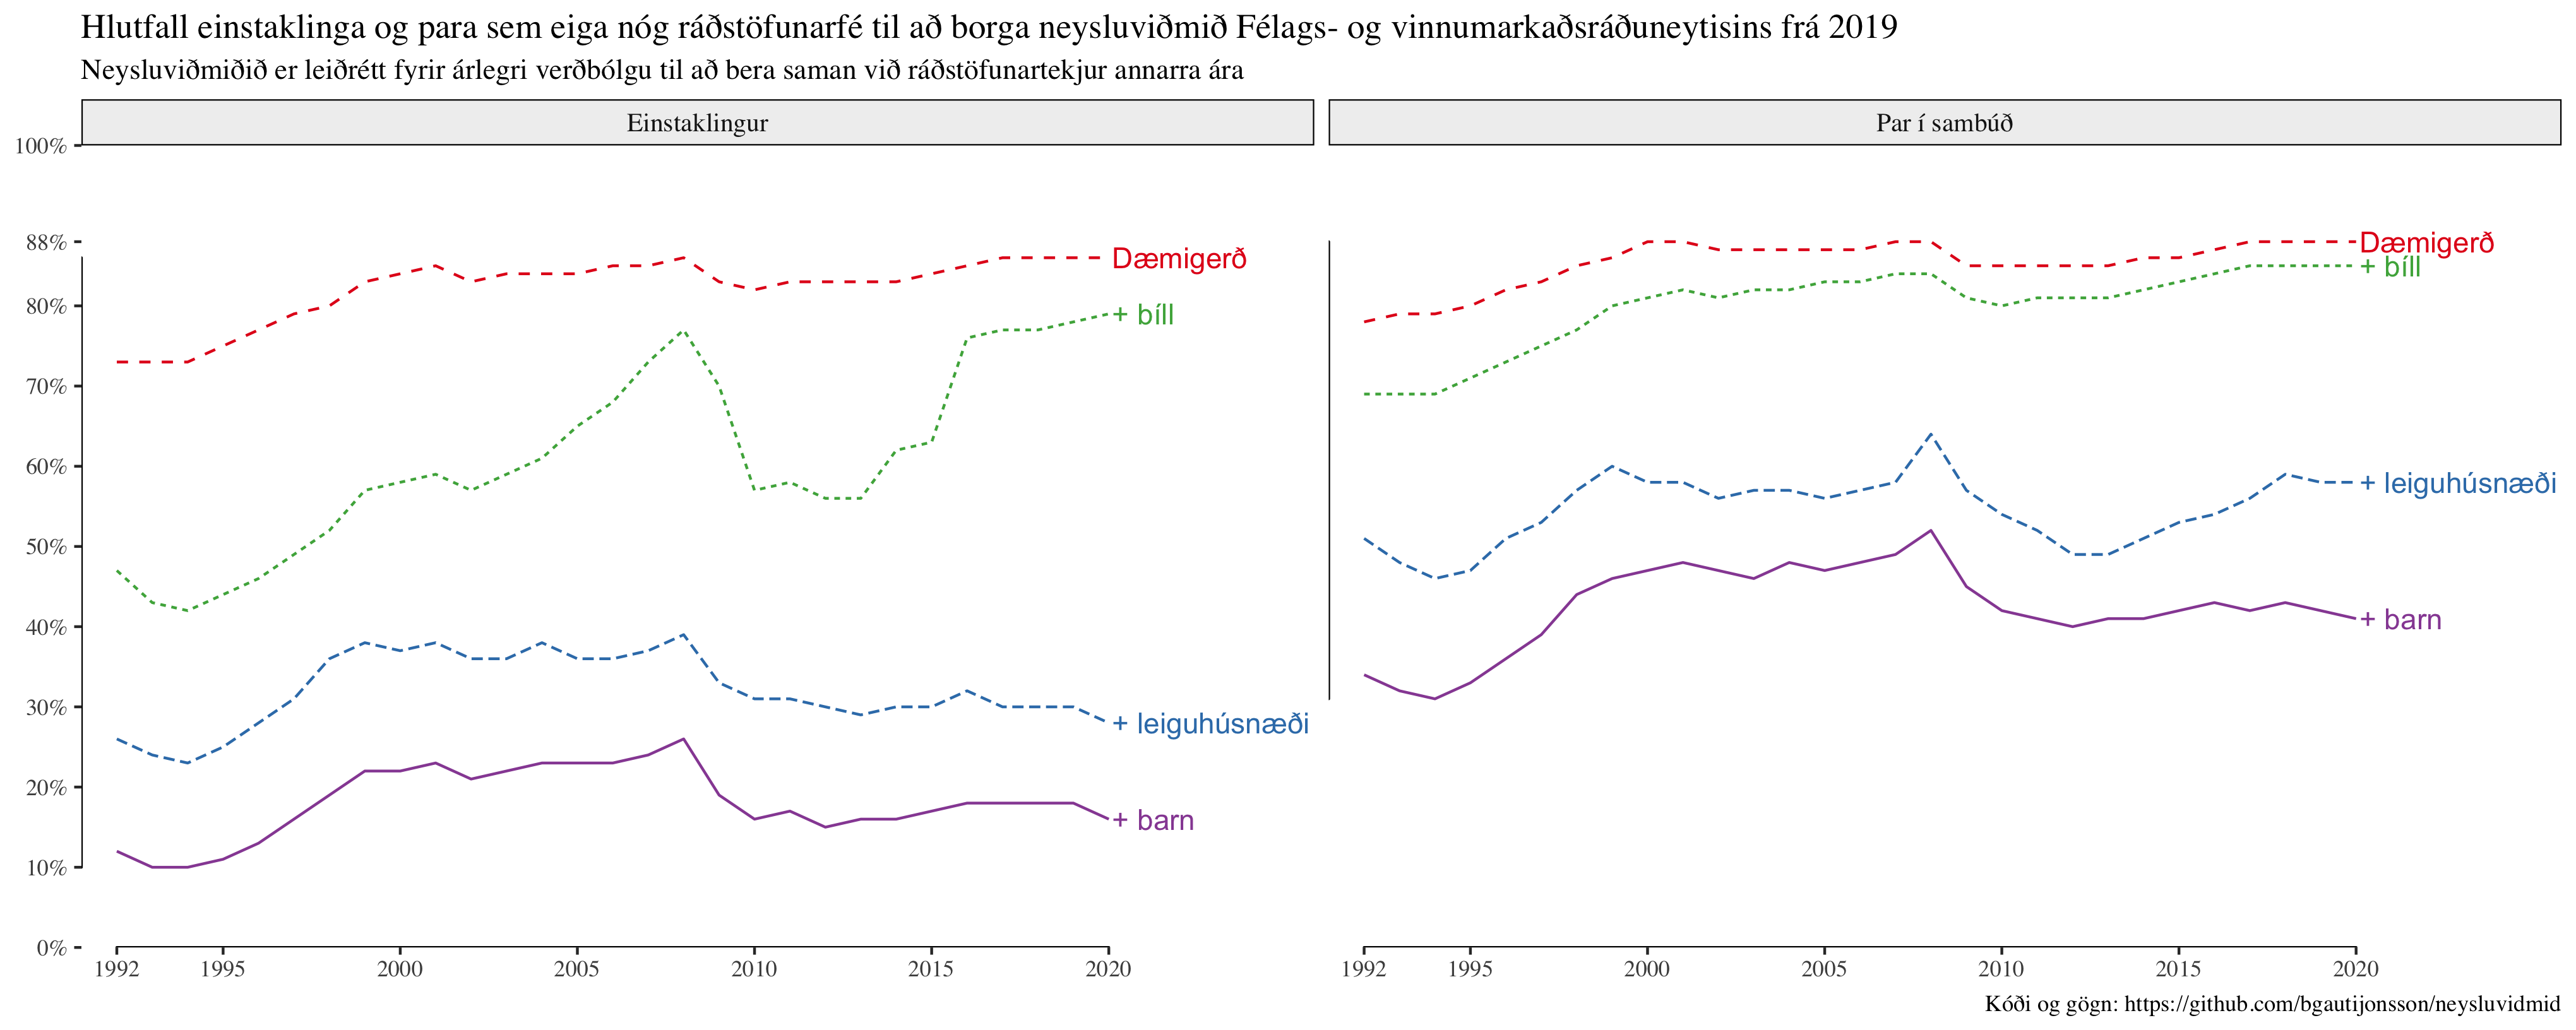 Hlutfall einstaklinga og para sem eiga nóg ráðstöfunarfé til að borga neysluviðmið Félags- og vinnumarkaðsráðuneytisins frá 2019
Neysluviðmiðið er leiðrétt fyrir árlegri verðbólgu til að bera saman við ráðstöfunartekjur annarra ára
Einstaklingur
100%
88%
80%
70%
60%
50%
40%
30%
20%
10%
0%
Dæmigerð
+ bíll
+ leiguhúsnæði
+ barn
1992 1995 2000 2005 2010 2015 2020
Par í sambúð
Dæmigerð
+ bíll
+ leiguhúsnæði
+ barn
1992 1995 2000 2005 2010 2015 2020
Kóði og gögn: https://github.com/bgautijonsson/neysluvidmid